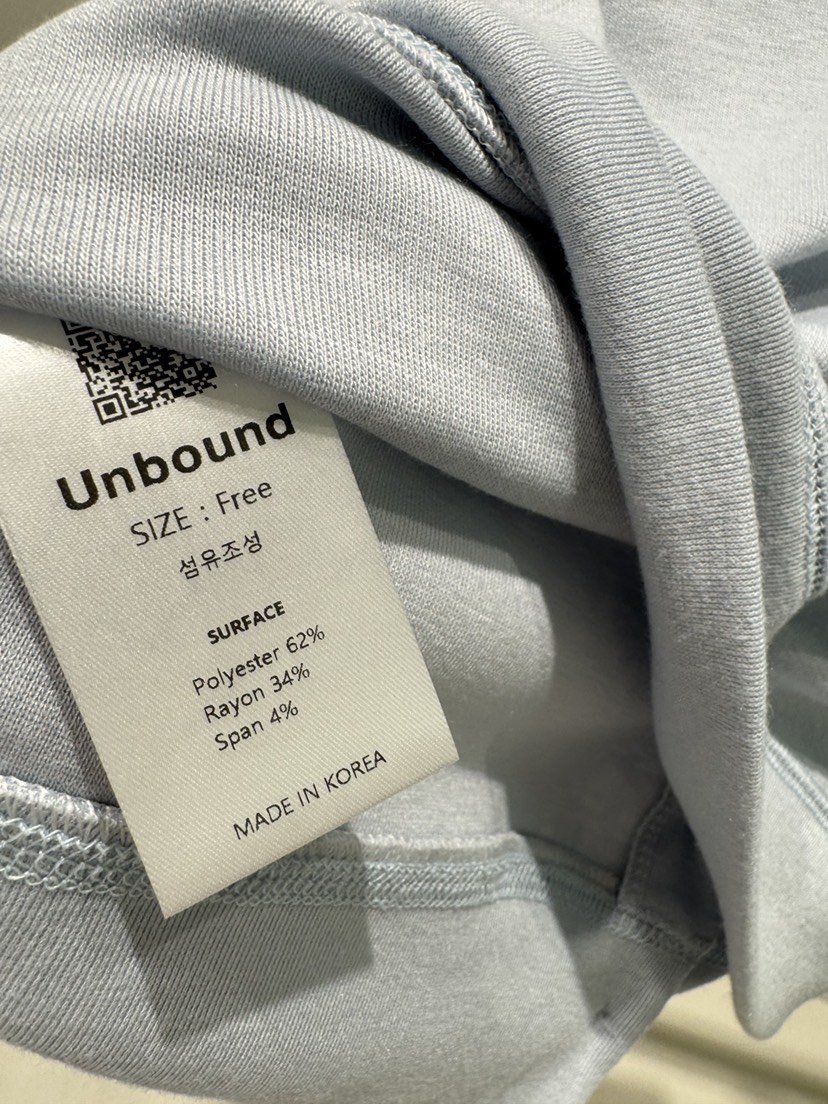 Unbound
SIZE : Free
섬유조성
SURFACE
Polyester 62%
Rayon 34%
Span 4%
MADE IN KOREA